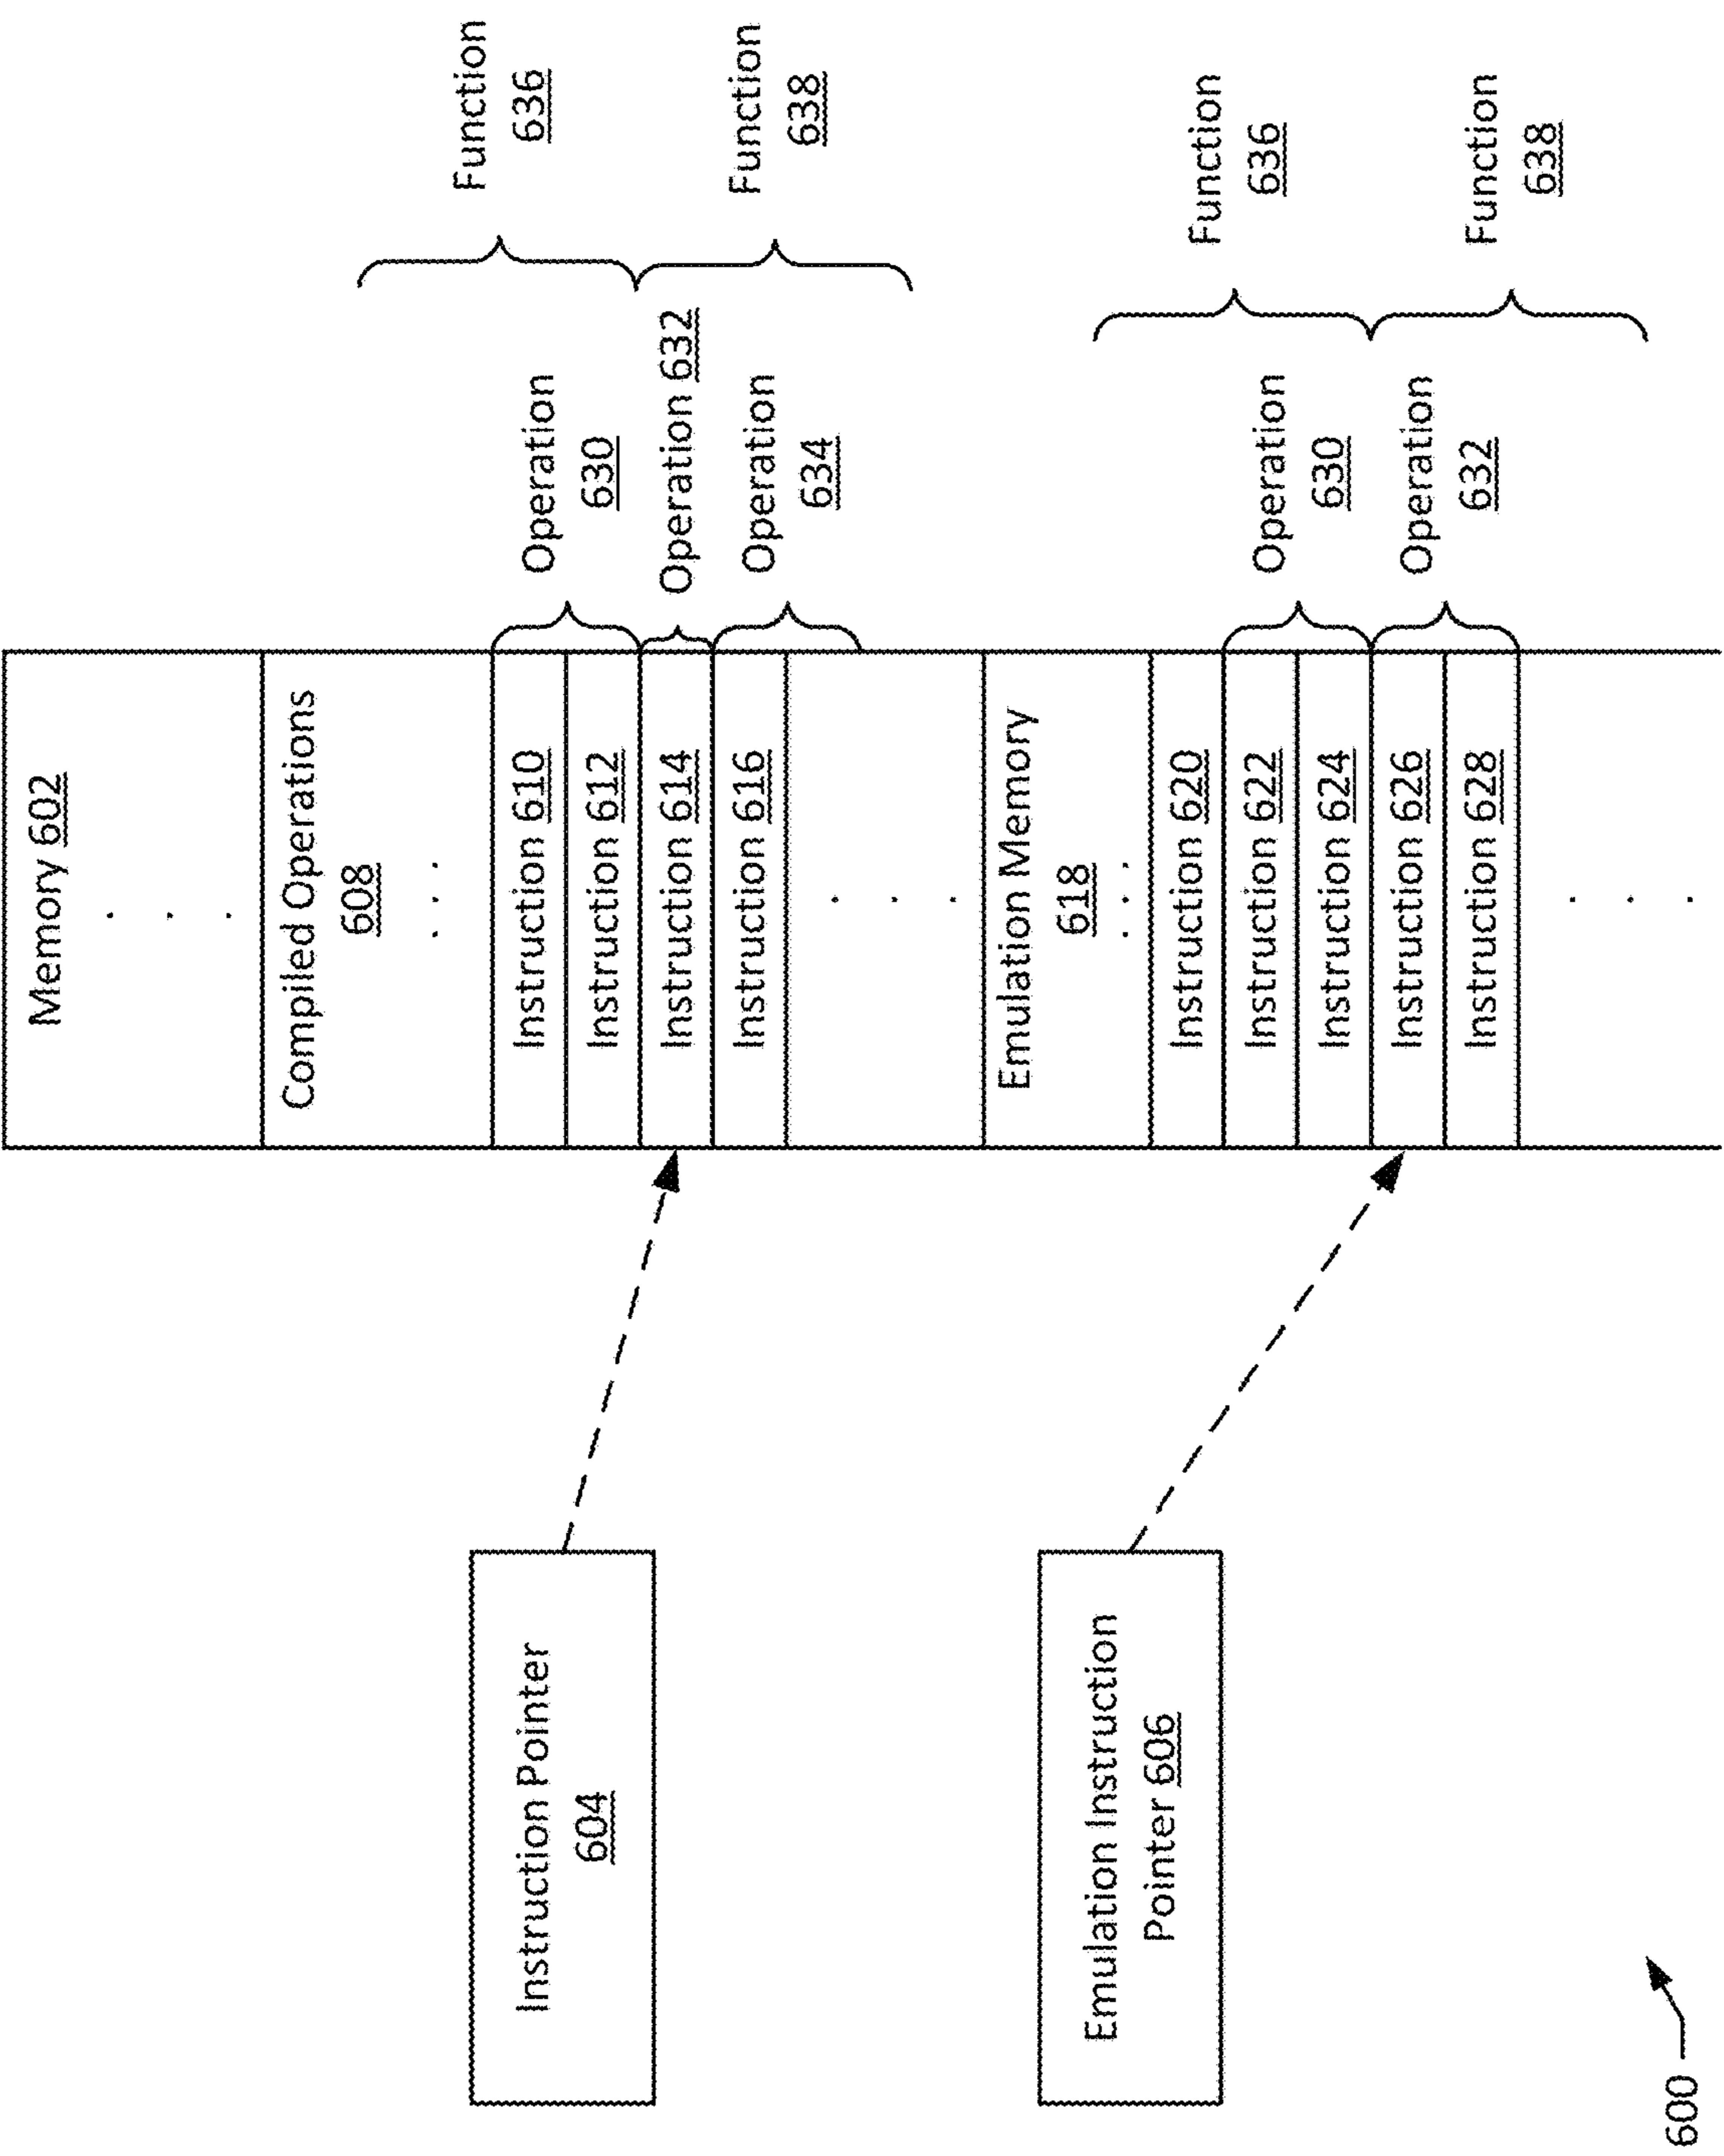 Memory 602
.
.
.
Compiled Operations
608
. . .
Instruction 610
Instruction 612
Instruction 614
Instruction 616
.
.
.
Emulation Memory
618
. . .
Instruction 620
Instruction 622
Instruction 624
Instruction 626
Instruction 628
.
.
.
Instruction Pointer
604
Emulation Instruction
Pointer 606
Operation
630
Operation 632
Operation
634
Function
636
Function
638
Operation
630
Operation
632
Function
636
Function
638
600